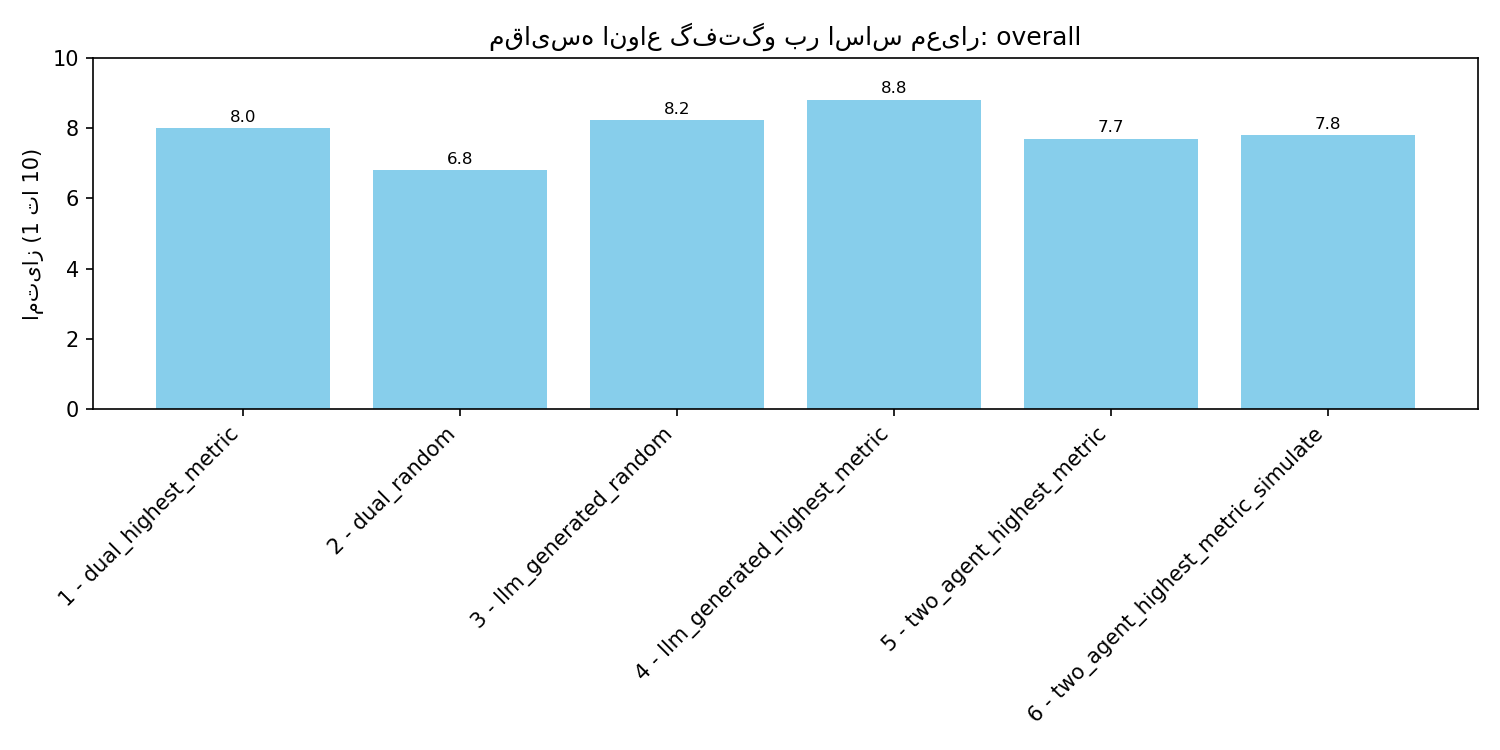 مقایسه انواع گفتگو بر اساس معیار: overall
امتیاز (1 تا 10)
10
8
6
4
2
0
8.0
6.8
8.2
8.8
7.7
7.8
1 - dual_highest_metric
2 - dual_random
3 - llm_generated_random
4 - llm_generated_highest_metric
5 - two_agent_highest_metric
6 - two_agent_highest_metric_simulate